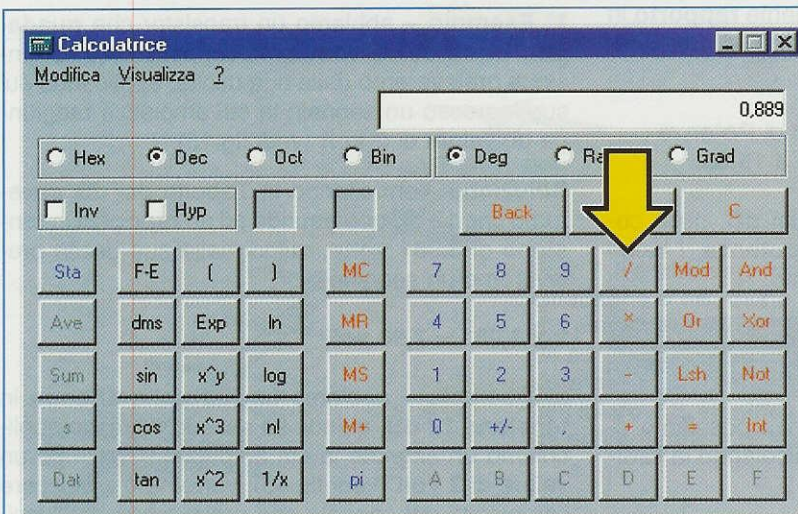 Calcolatrice
Modifica Visualizza ?
0,889
Hex Dec Oct Bin Deg Grad
Inv Hyp Back C
Sta F-E ( ) MC 7 8 9 / Mod And
Ave dms Exp ln MR 4 5 6 * Or Xor
Sum sin x^y log MS 1 2 3 - Lsh Not
s cos x^3 n! M+ 0 +/- , + = Int
Dat tan x^2 1/x pi A B C D E F